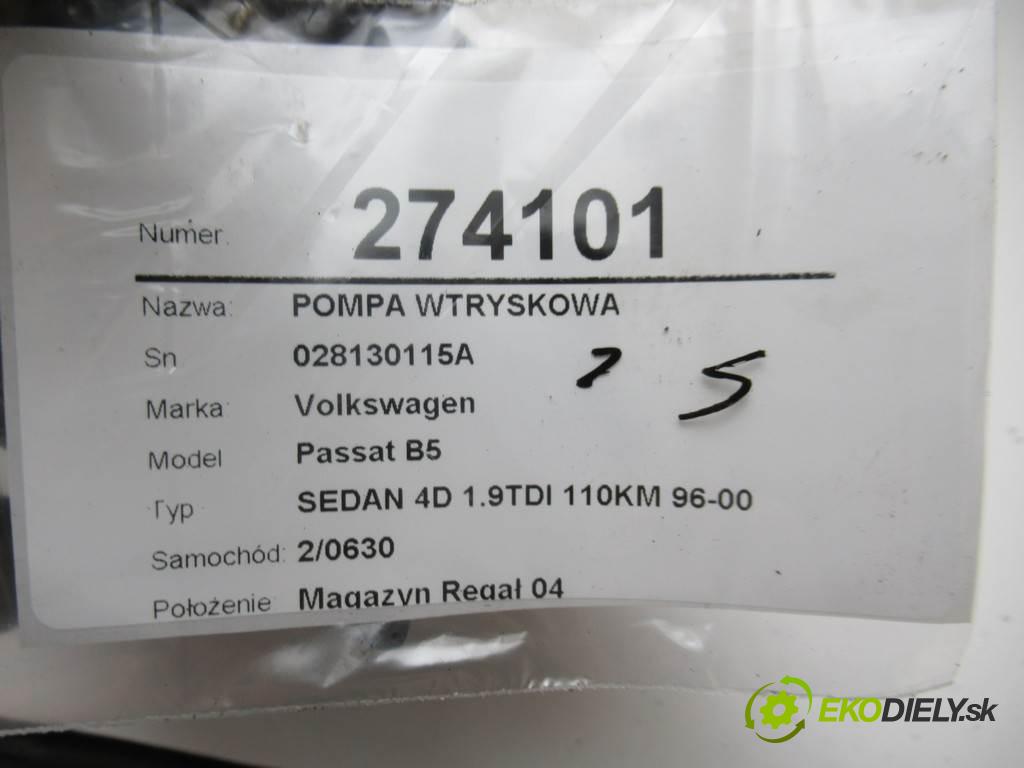 Numer: 274101
Nazwa: POMPA WTRYSKOWA
Sn 028130115A
Marka: Volkswagen
Model Passat B5
Typ SEDAN 4D 1.9TDI 110KM 96-00
Samochód: 2/0630
Położenie Magazyn Regał 04
EKODIELY.sk